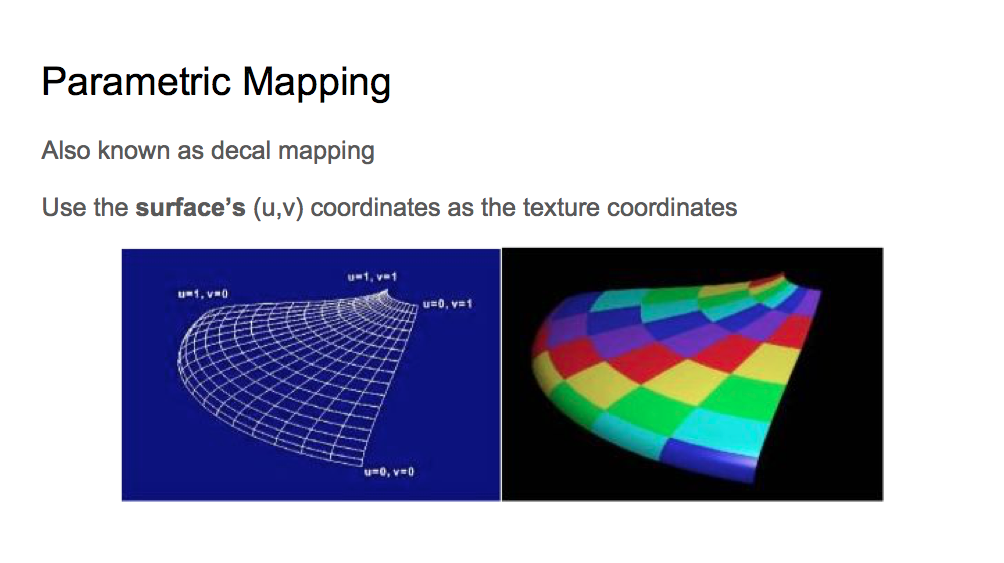 Parametric Mapping
Also known as decal mapping
Use the surface's (u,v) coordinates as the texture coordinates
u=1, v=1
u=1, v=0
u=0, v=1
u=0, v=0